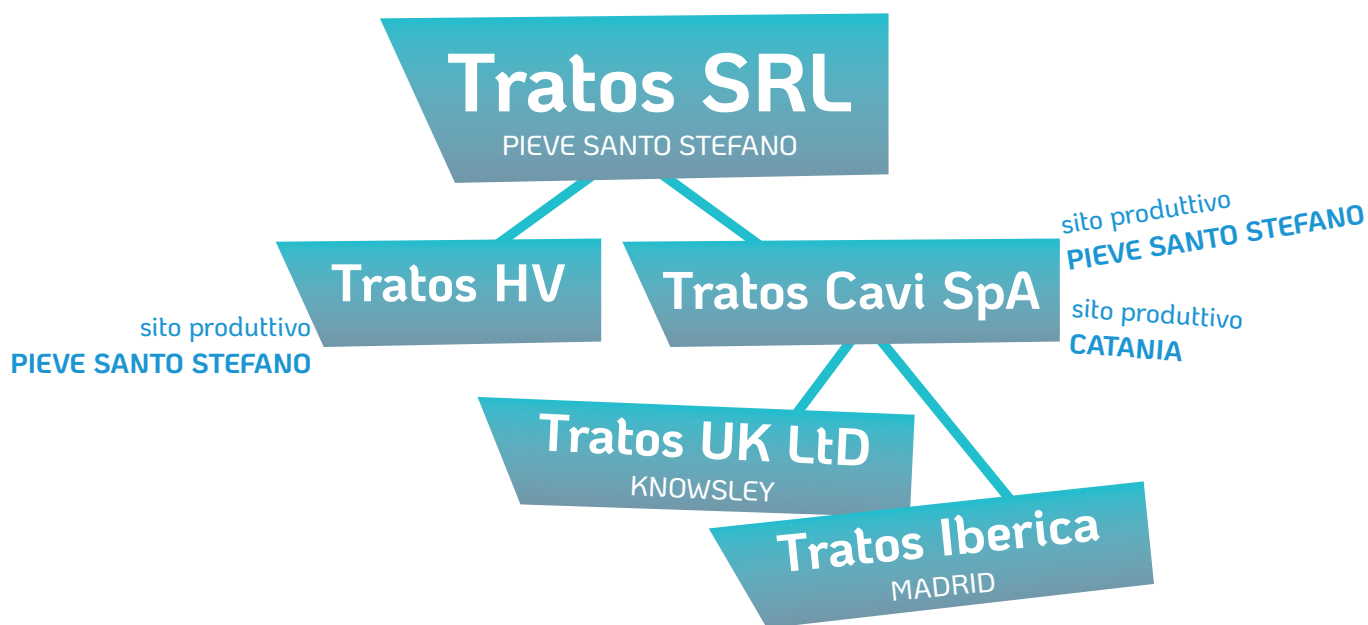 Tratos SRL
PIEVE SANTO STEFANO
sito produttivo
PIEVE SANTO STEFANO
Tratos HV
Tratos Cavi SpA
sito produttivo
CATANIA
sito produttivo
PIEVE SANTO STEFANO
Tratos UK LtD
KNOWSLEY
Tratos Iberica
MADRID